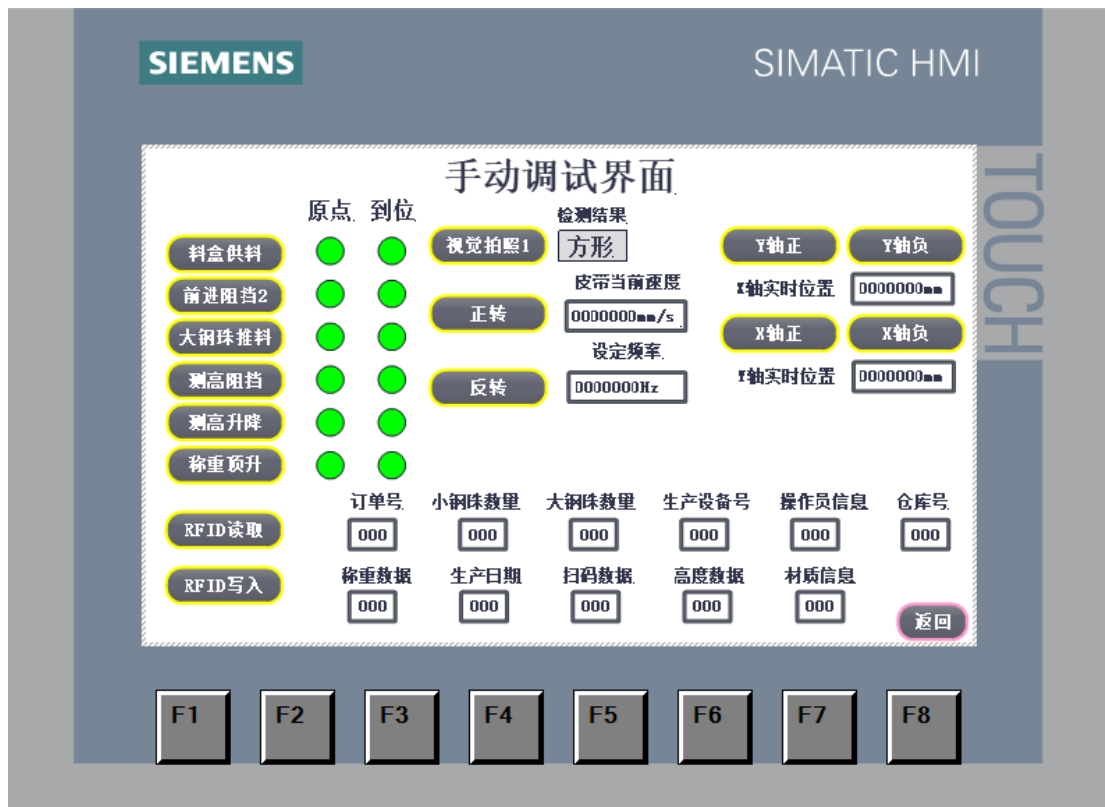 SIEMENS
SIMATIC HMI
TOUCH
手动调试界面
原点 到位
检测结果
料盒供料
视觉拍照1
方形
Y轴正
Y轴负
皮带当前速度
前进阻挡2
X轴实时位置
0000000mm
正转
0000000mm/s
大钢珠推料
X轴正
X轴负
设定频率
测高阻挡
反转
0000000Hz
Y轴实时位置
0000000mm
测高升降
称重顶升
订单号 小钢珠数里 大钢珠数里 生产设备号 操作员信息 仓库号
RFID读取
000 000 000 000 000 000
称重数据 生产日期 扫码数据 高度数据 材质信息
RFID写入
000 000 000 000 000
返回
F1 F2 F3 F4 F5 F6 F7 F8